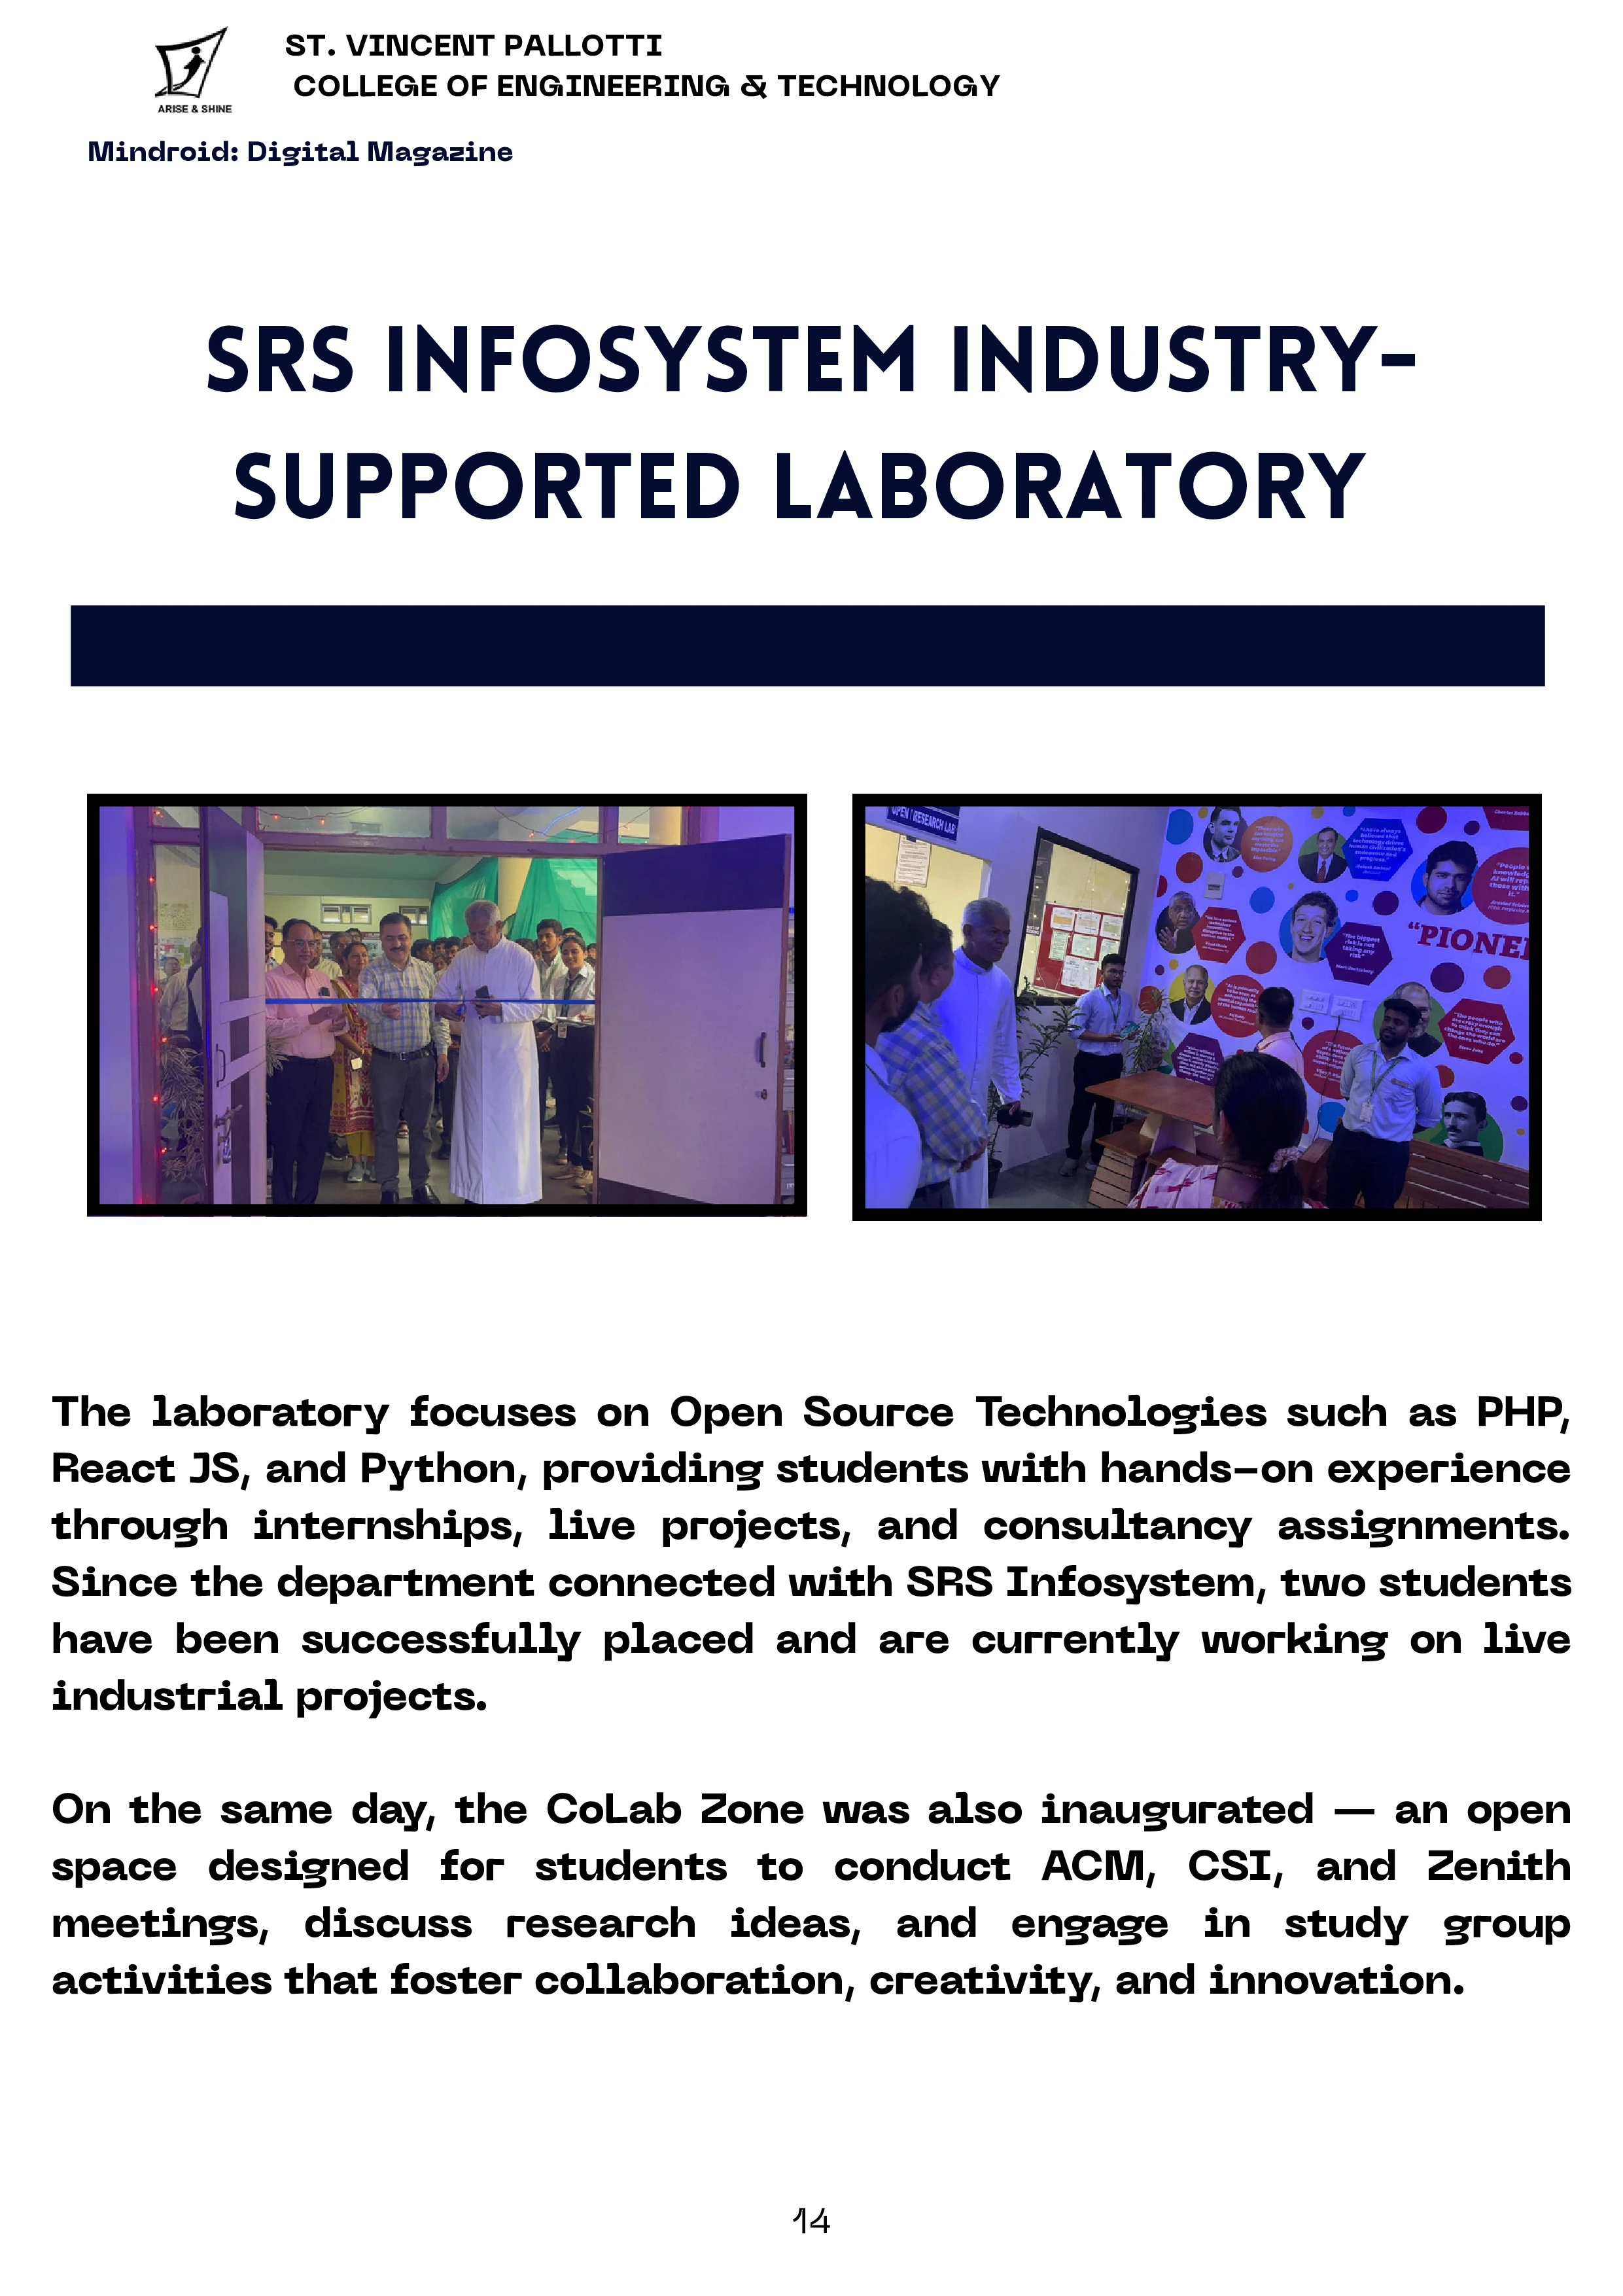 ST. VINCENT PALLOTTI
COLLEGE OF ENGINEERING & TECHNOLOGY
ARISE & SHINE
Mindroid: Digital Magazine
SRS INFOSYSTEM INDUSTRY-
SUPPORTED LABORATORY
OPEN / RESEARCH LAB
"PIONE
The laboratory focuses on Open Source Technologies such as PHP,
React JS, and Python, providing students with hands-on experience
through internships, live projects, and consultancy assignments.
Since the department connected with SRS Infosystem, two students
have been successfully placed and are currently working on live
industrial projects.
On the same day, the CoLab Zone was also inaugurated — an open
space designed for students to conduct ACM, CSI, and Zenith
meetings, discuss research ideas, and engage in study group
activities that foster collaboration, creativity, and innovation.
14